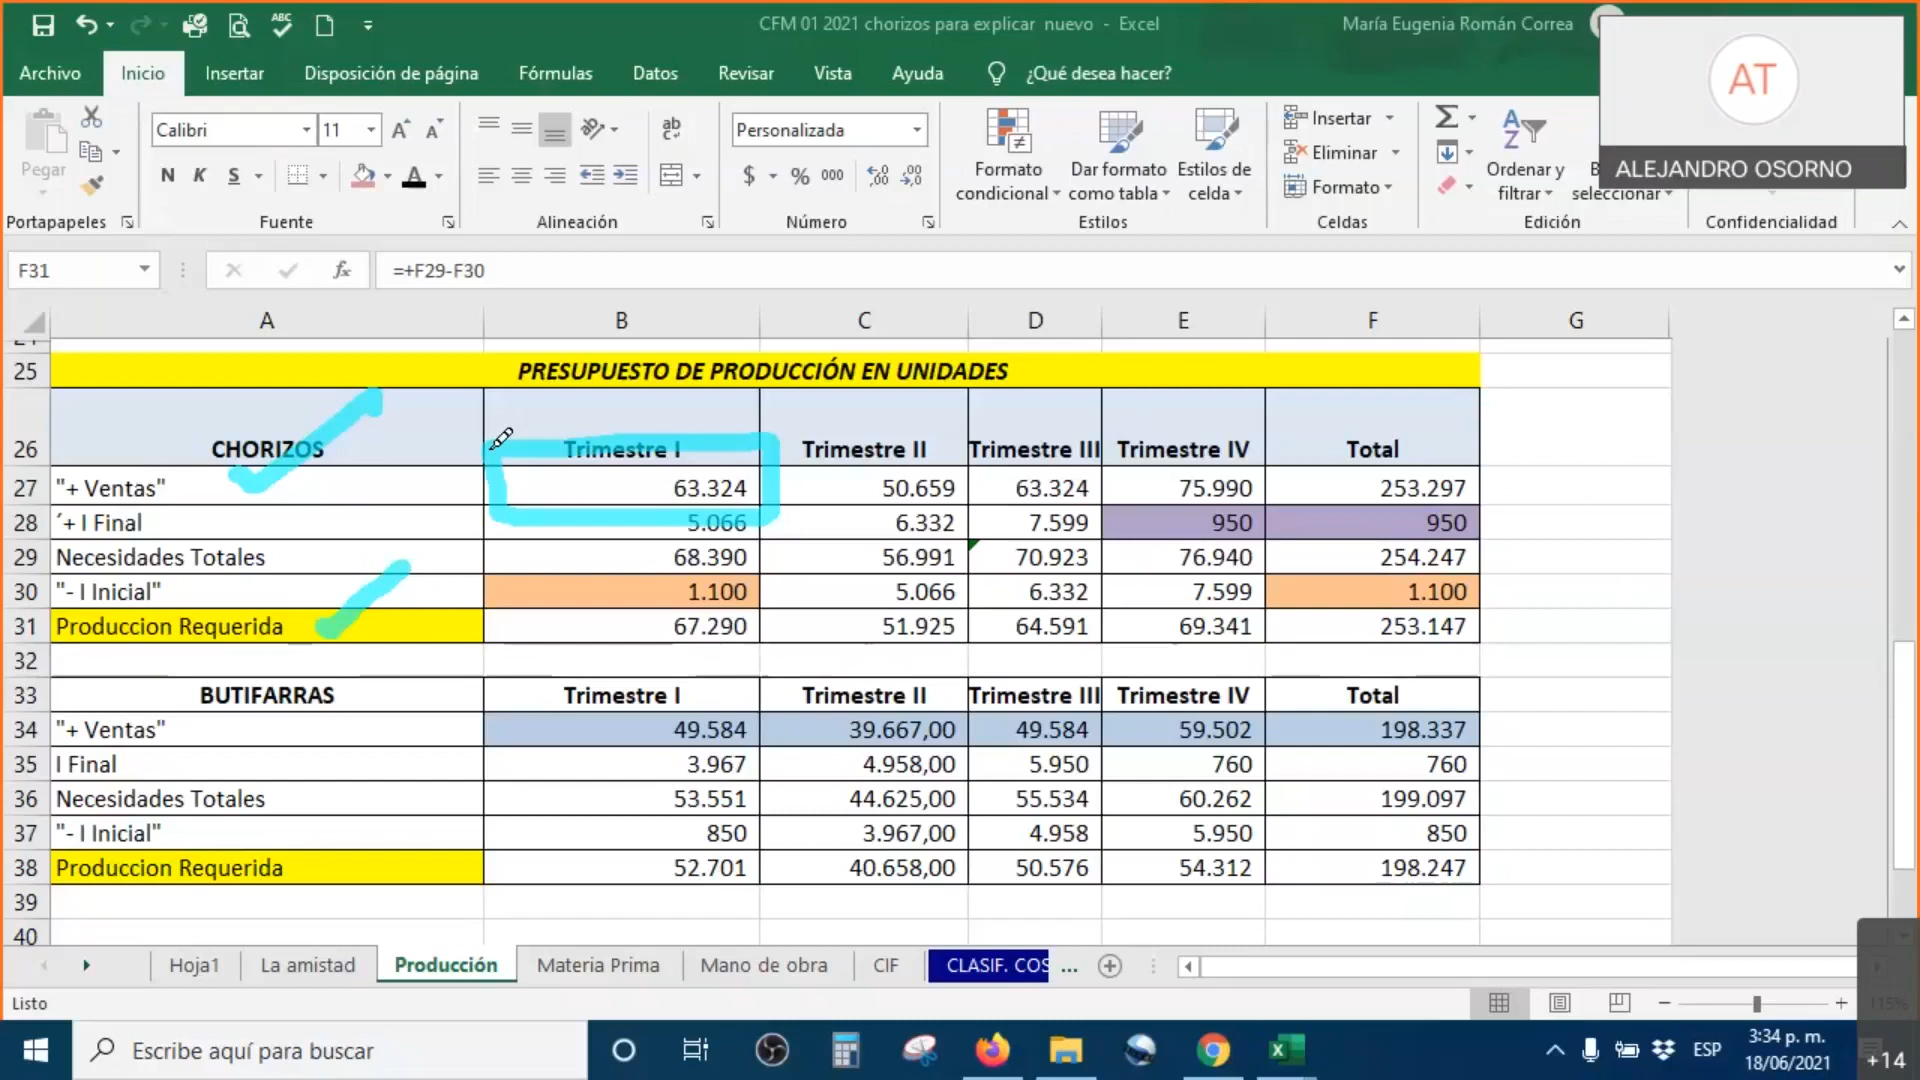 CFM 01 2021 chorizos para explicar nuevo - Excel
María Eugenia Román Correa
AT
ALEJANDRO OSORNO
Archivo Inicio Insertar Disposición de página Fórmulas Datos Revisar Vista Ayuda ¿Qué desea hacer?
Pegar
Calibri 11
N K S
ab
Personalizada
$ % 000
Formato condicional
Dar formato como tabla
Estilos de celda
Insertar
Eliminar
Formato
Ordenar y filtrar
seleccionar
Portapapeles Fuente Alineación Número Estilos Celdas Edición Confidencialidad
F31 fx =+F29-F30
A B C D E F G
25 PRESUPUESTO DE PRODUCCIÓN EN UNIDADES
26 CHORIZOS Trimestre I Trimestre II Trimestre III Trimestre IV Total
27 "+ Ventas" 63.324 50.659 63.324 75.990 253.297
28 ´+ I Final 5.066 6.332 7.599 950 950
29 Necesidades Totales 68.390 56.991 70.923 76.940 254.247
30 "- I Inicial" 1.100 5.066 6.332 7.599 1.100
31 Produccion Requerida 67.290 51.925 64.591 69.341 253.147
32
33 BUTIFARRAS Trimestre I Trimestre II Trimestre III Trimestre IV Total
34 "+ Ventas" 49.584 39.667,00 49.584 59.502 198.337
35 I Final 3.967 4.958,00 5.950 760 760
36 Necesidades Totales 53.551 44.625,00 55.534 60.262 199.097
37 "- I Inicial" 850 3.967,00 4.958 5.950 850
38 Produccion Requerida 52.701 40.658,00 50.576 54.312 198.247
39
40
Hoja1 La amistad Producción Materia Prima Mano de obra CIF CLASIF. COS ...
Listo
115%
Escribe aquí para buscar
ESP
3:34 p. m.
18/06/2021
+14